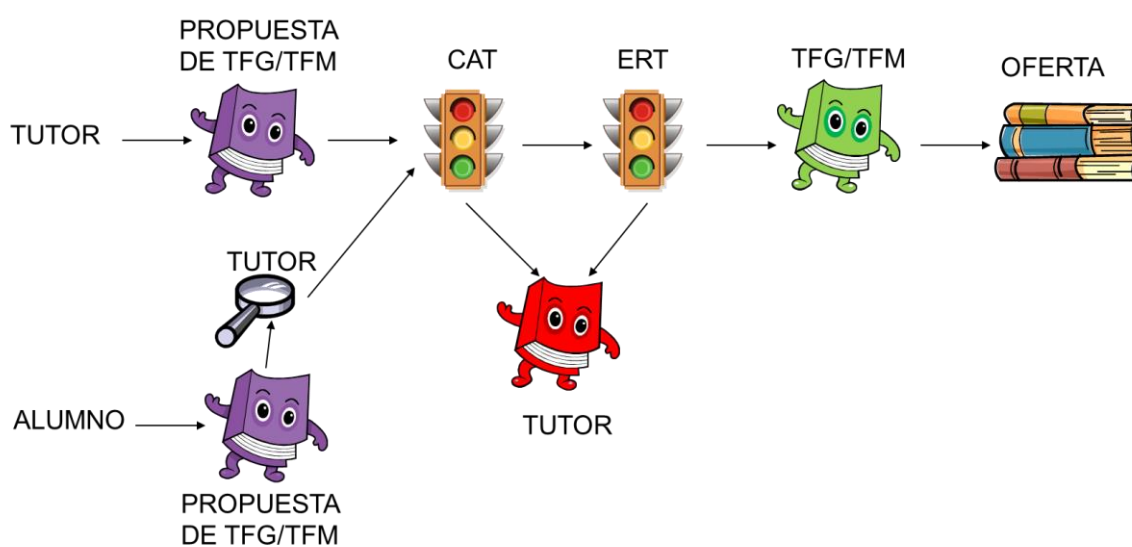 PROPUESTA
DE TFG/TFM
CAT
ERT
TFG/TFM
OFERTA
TUTOR
TUTOR
ALUMNO
TUTOR
PROPUESTA
DE TFG/TFM